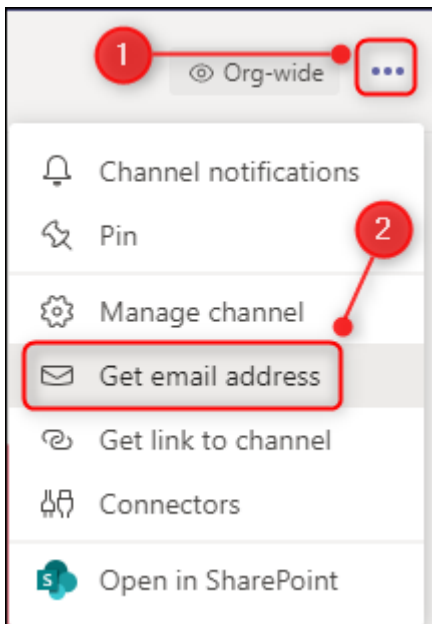 1
Org-wide
Channel notifications
Pin
2
Manage channel
Get email address
Get link to channel
Connectors
S
Open in SharePoint